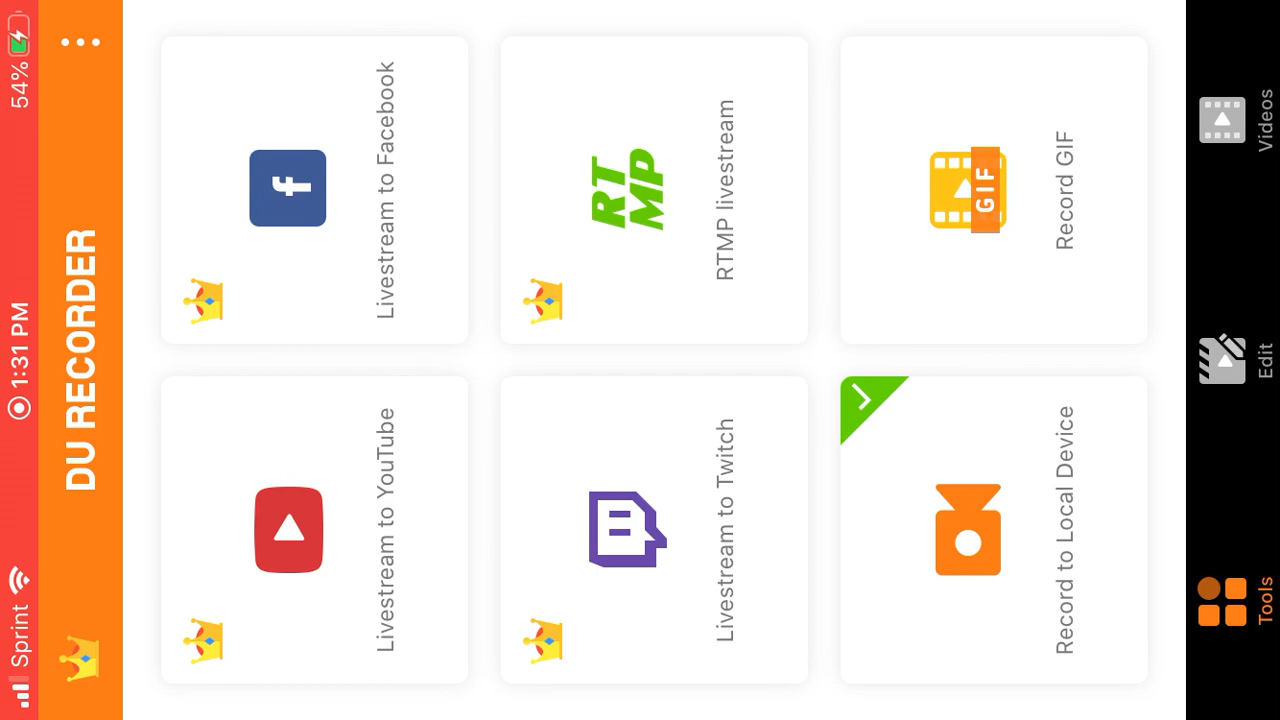 Sprint 1:31 PM 54%
DU RECORDER
Livestream to YouTube
f
Livestream to Facebook
Livestream to Twitch
RT
MP
RTMP livestream
Record to Local Device
GIF
Record GIF
Tools
Edit
Videos